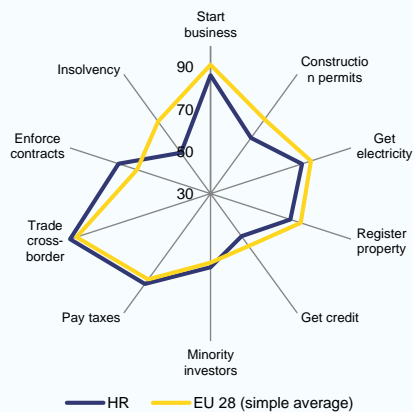 Start
business
Constructio
n permits
Get
electricity
Register
property
Get credit
Minority
investors
Pay taxes
Trade
cross-
border
Enforce
contracts
Insolvency
90
70
50
30
HR
EU 28 (simple average)